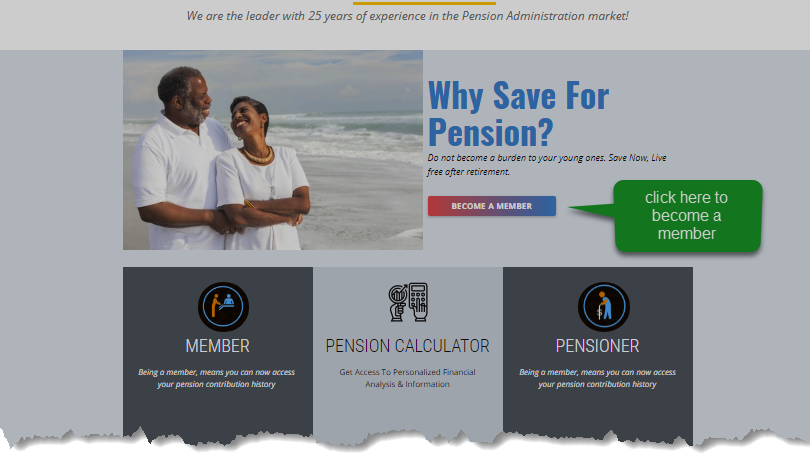 We are the leader with 25 years of experience in the Pension Administration market!
Why Save For
Pension?
Do not become a burden to your young ones. Save Now, Live
free after retirement.
BECOME A MEMBER
click here to
become a
member
MEMBER
Being a member, means you can now access
your pension contribution history
PENSION CALCULATOR
Get Access To Personalized Financial
Analysis & Information
PENSIONER
Being a member, means you can now access
your pension contribution history